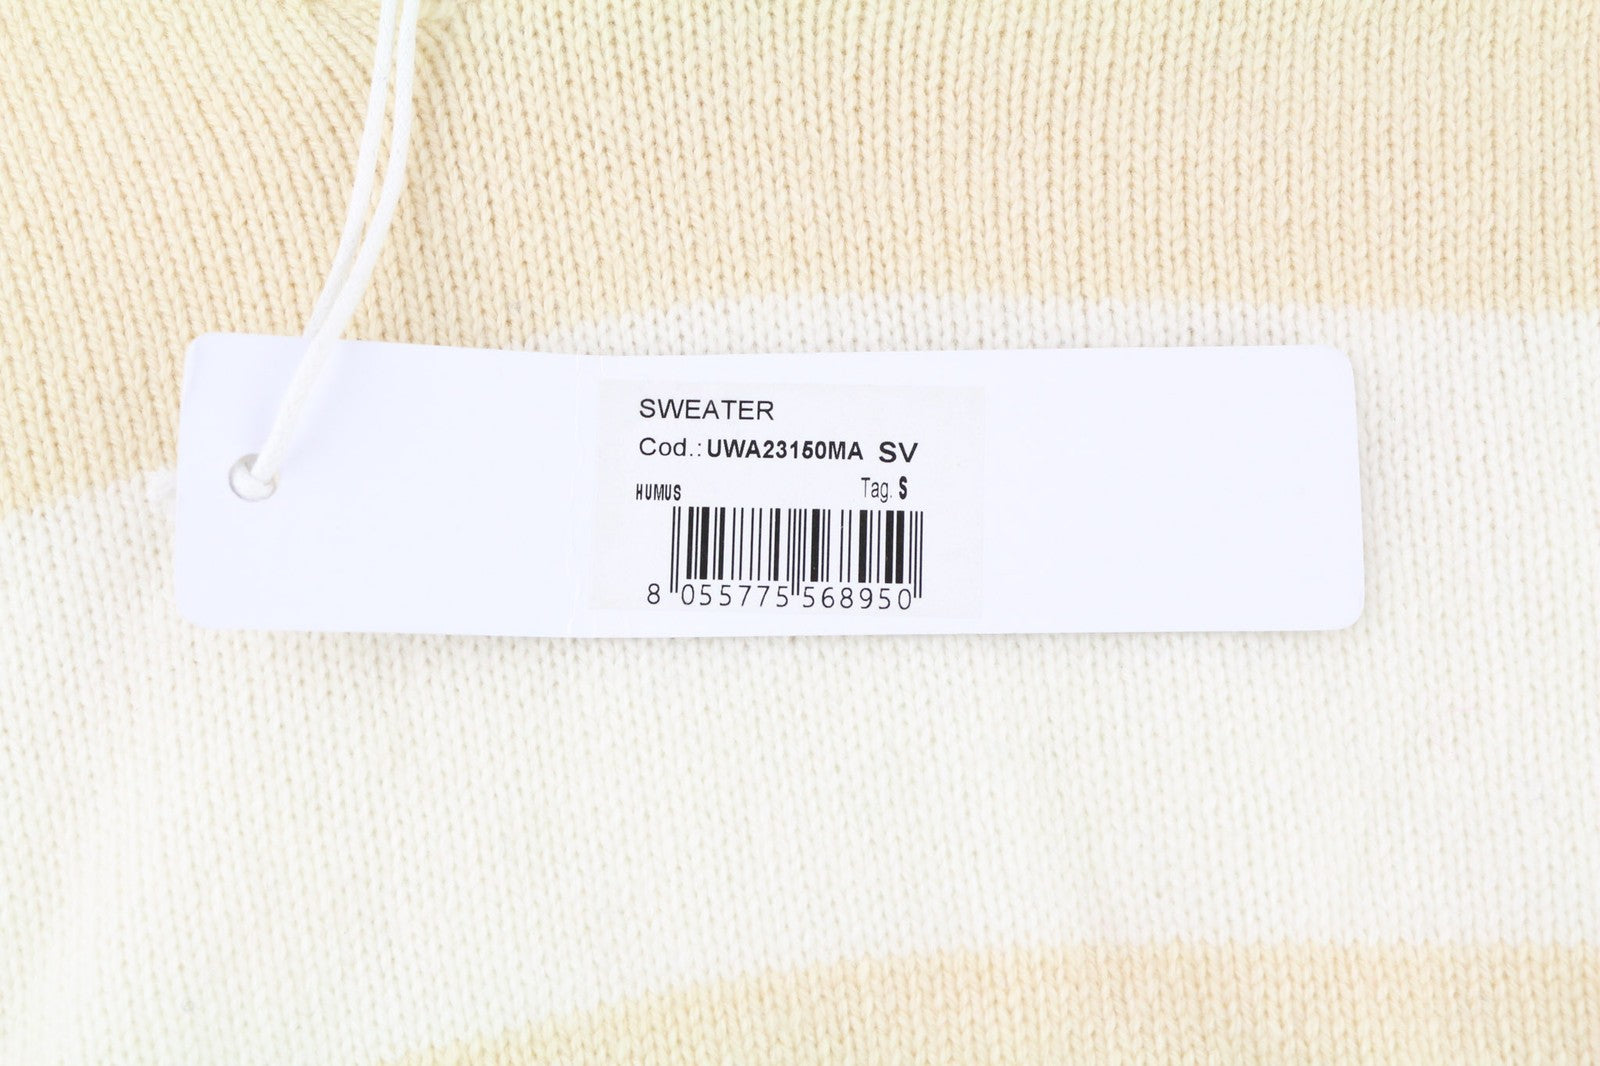 SWEATER
Cod.: UWA23150MA SV
HUMUS Tag. S
8 055775 568950